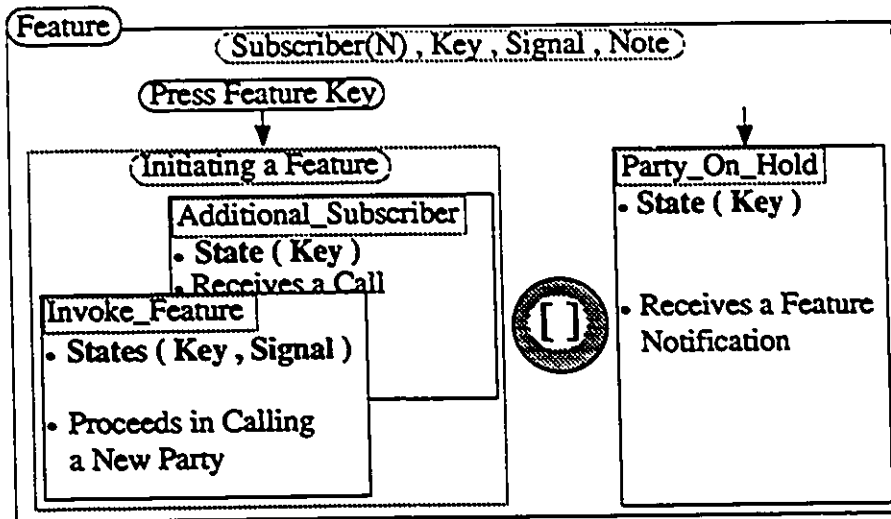 Feature
Subscriber(N) , Key , Signal , Note
Press Feature Key
Initiating a Feature
Additional_Subscriber
• State ( Key )
• Receives a Call
Invoke_Feature
• States ( Key , Signal )
• Proceeds in Calling
a New Party
[ ]
Party_On_Hold
• State ( Key )
• Receives a Feature
Notification